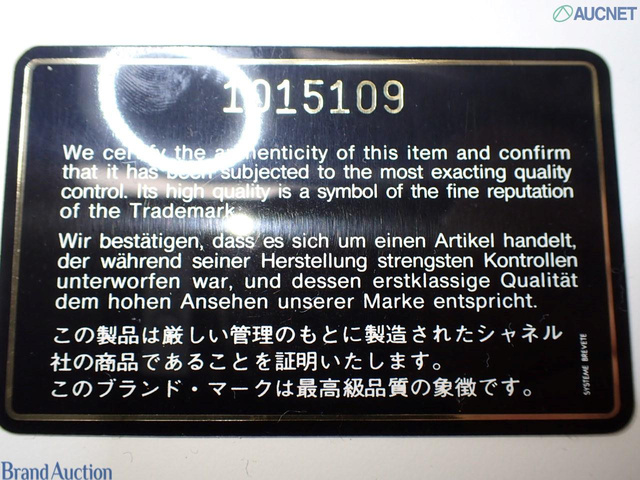 AUCNET
1015109
We certify the authenticity of this item and confirm
that it has been subjected to the most exacting quality
control. Its high quality is a symbol of the fine reputation
of the Trademark.
Wir bestätigen, dass es sich um einen Artikel handelt,
der während seiner Herstellung strengsten Kontrollen
unterworfen war, und dessen erstklassige Qualität
dem hohen Ansehen unserer Marke entspricht.
この製品は厳しい管理のもとに製造されたシャネル
社の商品であることを証明いたします。
このブランド・マークは最高級品質の象徴です。
SYSTEME BREVETE
Brand Auction